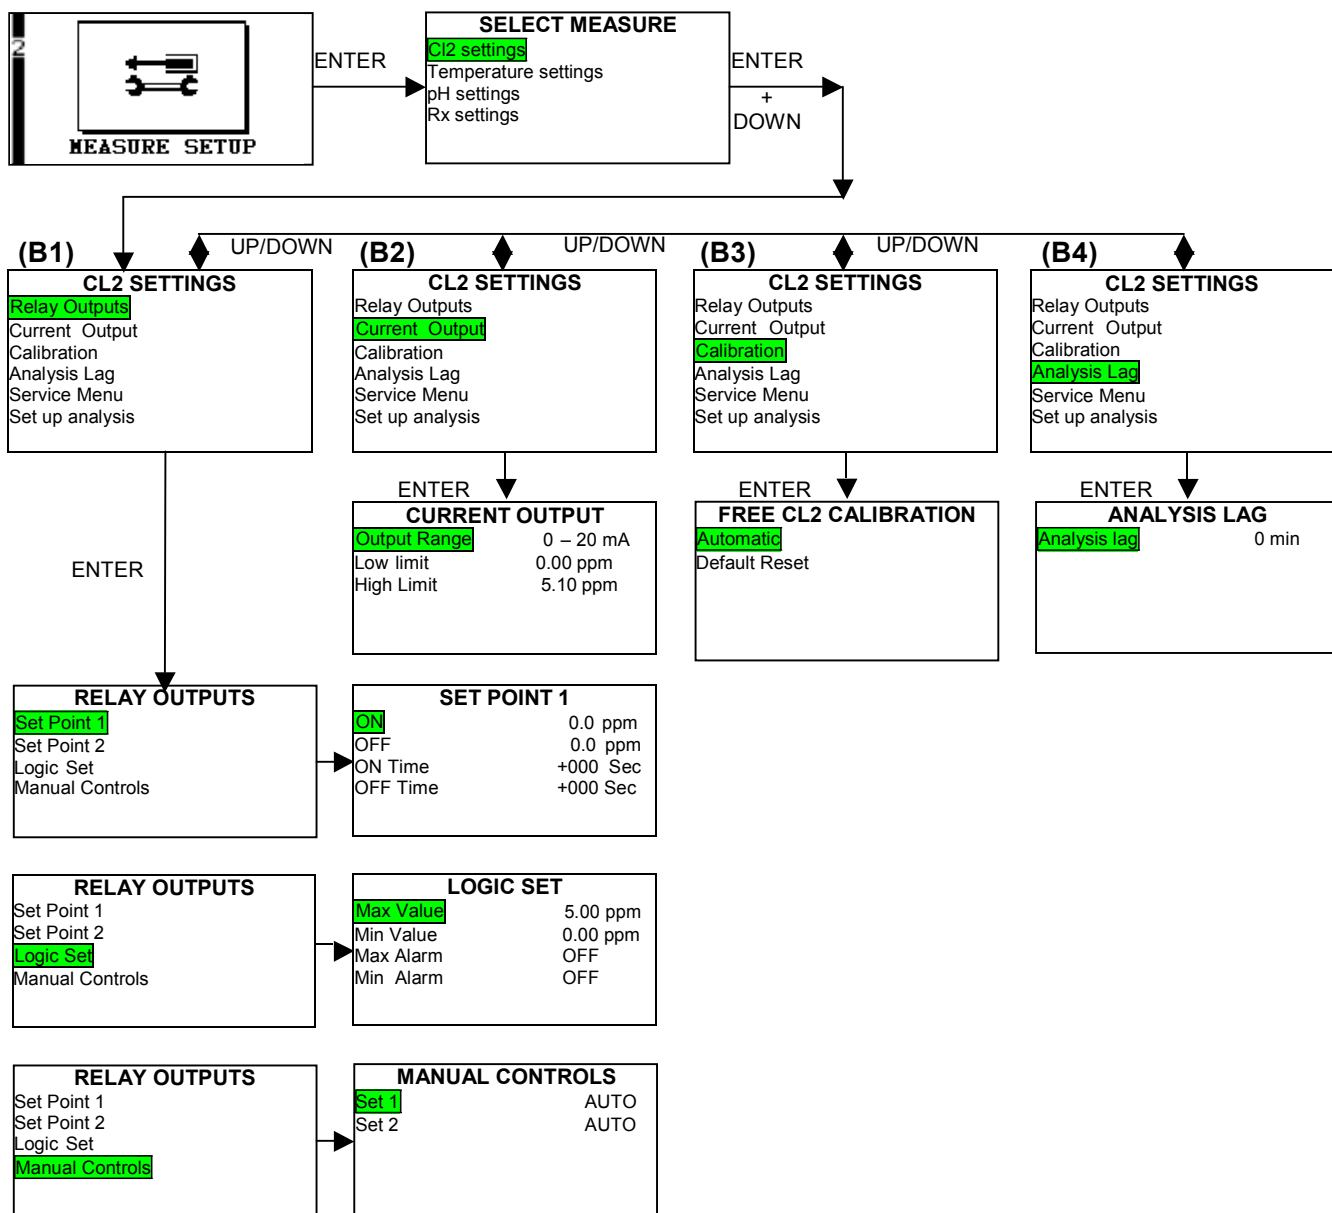 2
MEASURE SETUP
ENTER
SELECT MEASURE
Cl2 settings
Temperature settings
pH settings
Rx settings
ENTER
+
DOWN
(B1)
UP/DOWN
(B2)
UP/DOWN
(B3)
UP/DOWN
(B4)
CL2 SETTINGS
Relay Outputs
Current Output
Calibration
Analysis Lag
Service Menu
Set up analysis
CL2 SETTINGS
Relay Outputs
Current Output
Calibration
Analysis Lag
Service Menu
Set up analysis
CL2 SETTINGS
Relay Outputs
Current Output
Calibration
Analysis Lag
Service Menu
Set up analysis
CL2 SETTINGS
Relay Outputs
Current Output
Calibration
Analysis Lag
Service Menu
Set up analysis
ENTER
ENTER
CURRENT OUTPUT
Output Range 0 – 20 mA
Low limit 0.00 ppm
High Limit 5.10 ppm
ENTER
FREE CL2 CALIBRATION
Automatic
Default Reset
ENTER
ANALYSIS LAG
Analysis lag 0 min
RELAY OUTPUTS
Set Point 1
Set Point 2
Logic Set
Manual Controls
SET POINT 1
ON 0.0 ppm
OFF 0.0 ppm
ON Time +000 Sec
OFF Time +000 Sec
RELAY OUTPUTS
Set Point 1
Set Point 2
Logic Set
Manual Controls
LOGIC SET
Max Value 5.00 ppm
Min Value 0.00 ppm
Max Alarm OFF
Min Alarm OFF
RELAY OUTPUTS
Set Point 1
Set Point 2
Logic Set
Manual Controls
MANUAL CONTROLS
Set 1 AUTO
Set 2 AUTO